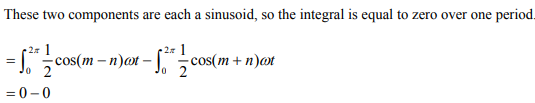 These two components are each a sinusoid, so the integral is equal to zero over one period.
= ∫₀^{2π} 1/2 cos(m − n)ωt − ∫₀^{2π} 1/2 cos(m + n)ωt
= 0 − 0